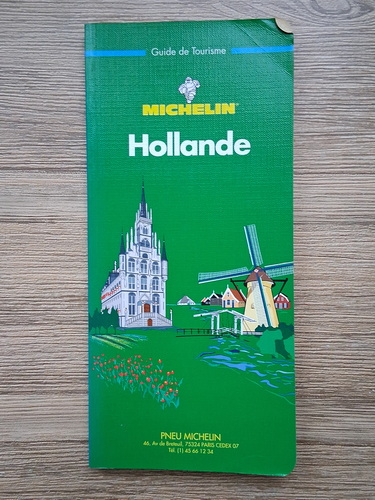 Guide de Tourisme
MICHELIN
Hollande
PNEU MICHELIN
46, Av de Breteuil, 75324 PARIS CEDEX 07
Tél. (1) 45 66 12 34